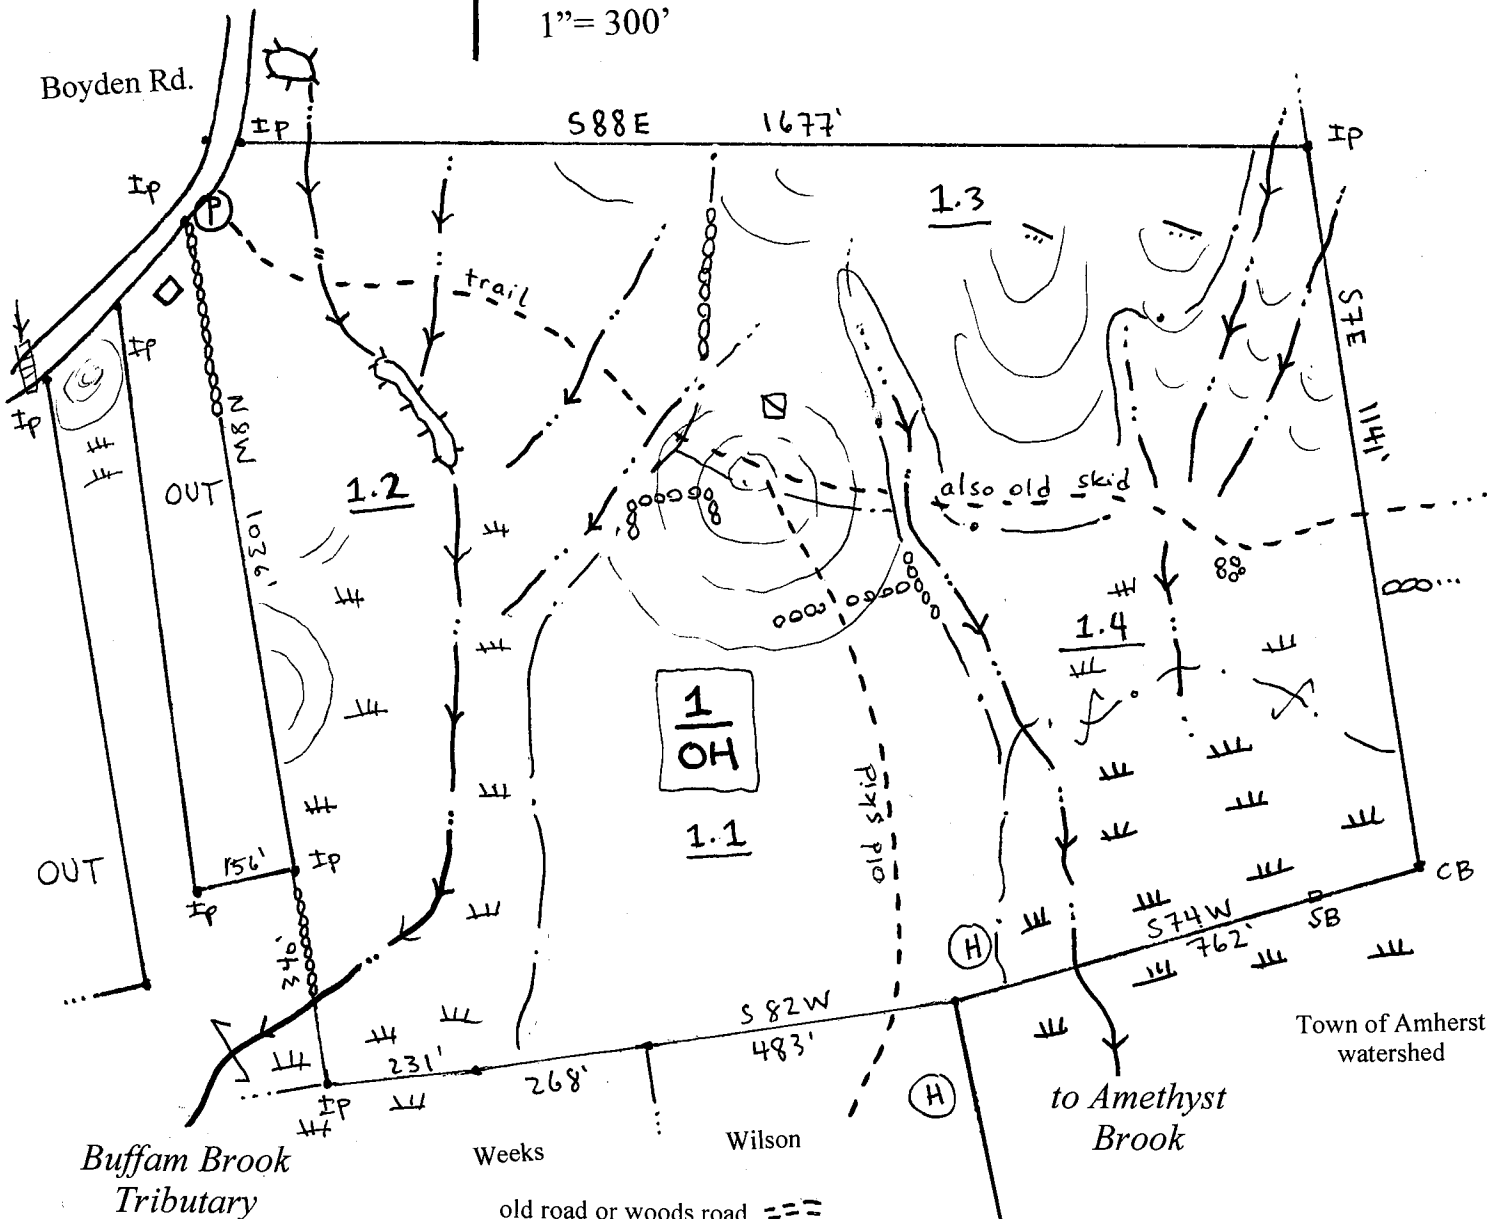 1”= 300’
Boyden Rd.
Ip
S88E 1677'
Ip
Ip
P
1.3
trail
Ip
Ip
S7E 1141'
N8W 1036'
OUT
1.2
also old skid
1.4
1
OH
1.1
old skid
OUT
156'
Ip
Ip
CB
SB
S74W
762'
H
340'
S82W
483'
231'
268'
Ip
H
Town of Amherst
watershed
to Amethyst
Brook
Buffam Brook
Tributary
Weeks
Wilson
old road or woods road ===